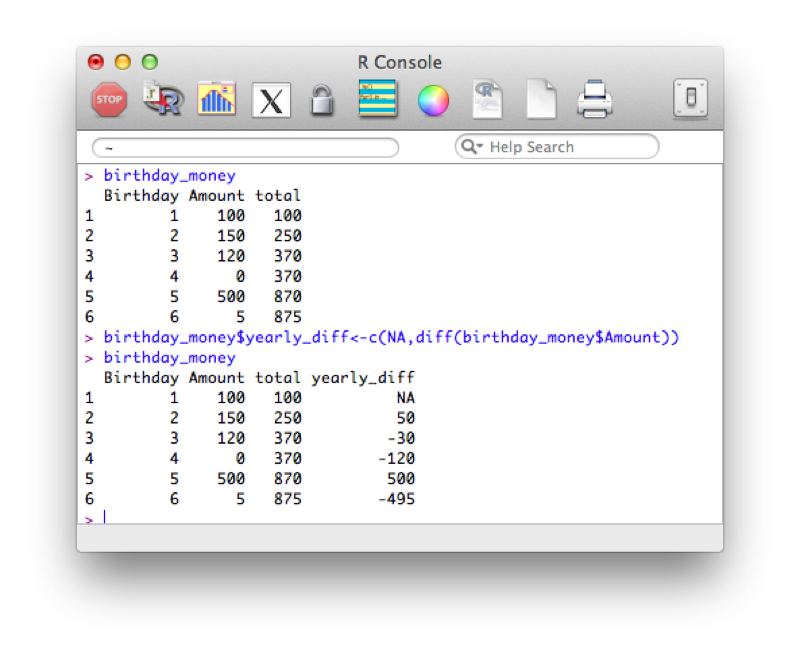 R Console
STOP
R
X
R
~
Help Search
> birthday_money
Birthday Amount total
1 1 100 100
2 2 150 250
3 3 120 370
4 4 0 370
5 5 500 870
6 6 5 875
> birthday_money$yearly_diff<-c(NA,diff(birthday_money$Amount))
> birthday_money
Birthday Amount total yearly_diff
1 1 100 100 NA
2 2 150 250 50
3 3 120 370 -30
4 4 0 370 -120
5 5 500 870 500
6 6 5 875 -495
>